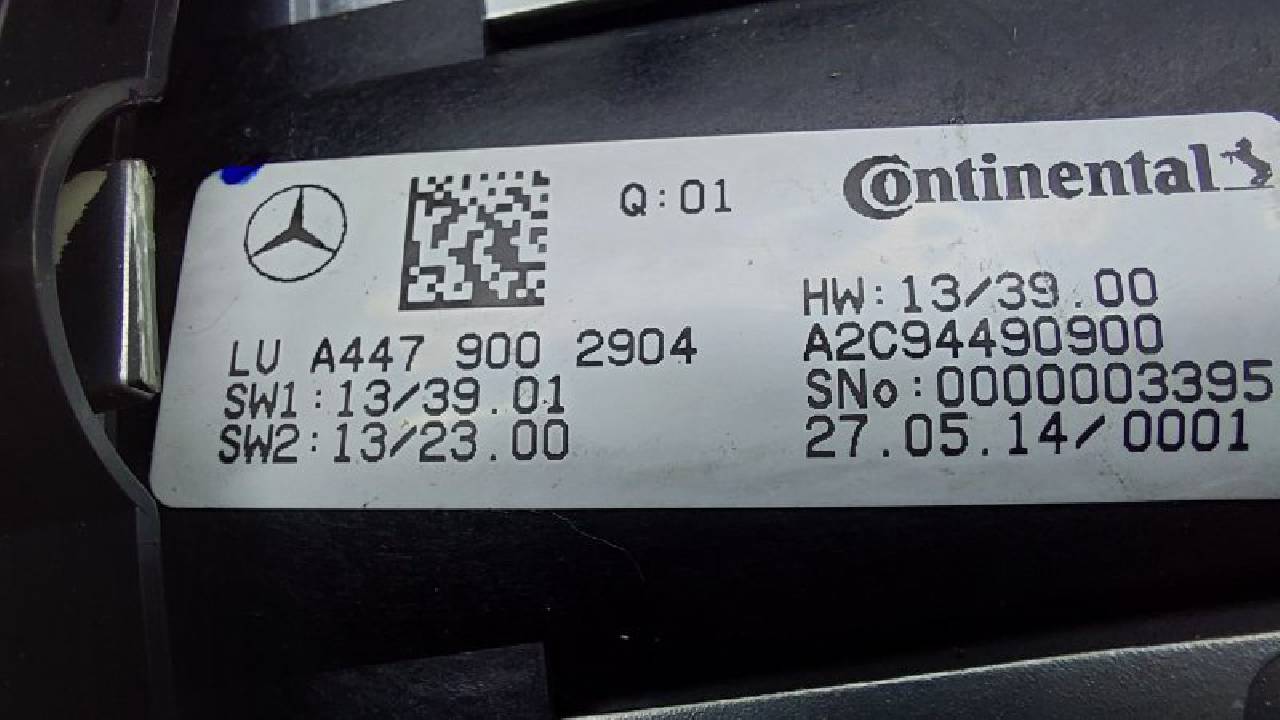 Q:01
Continental
LU A447 900 2904
SW1:13/39.01
SW2:13/23.00
HW:13/39.00
A2C94490900
SNo:0000003395
27.05.14/0001